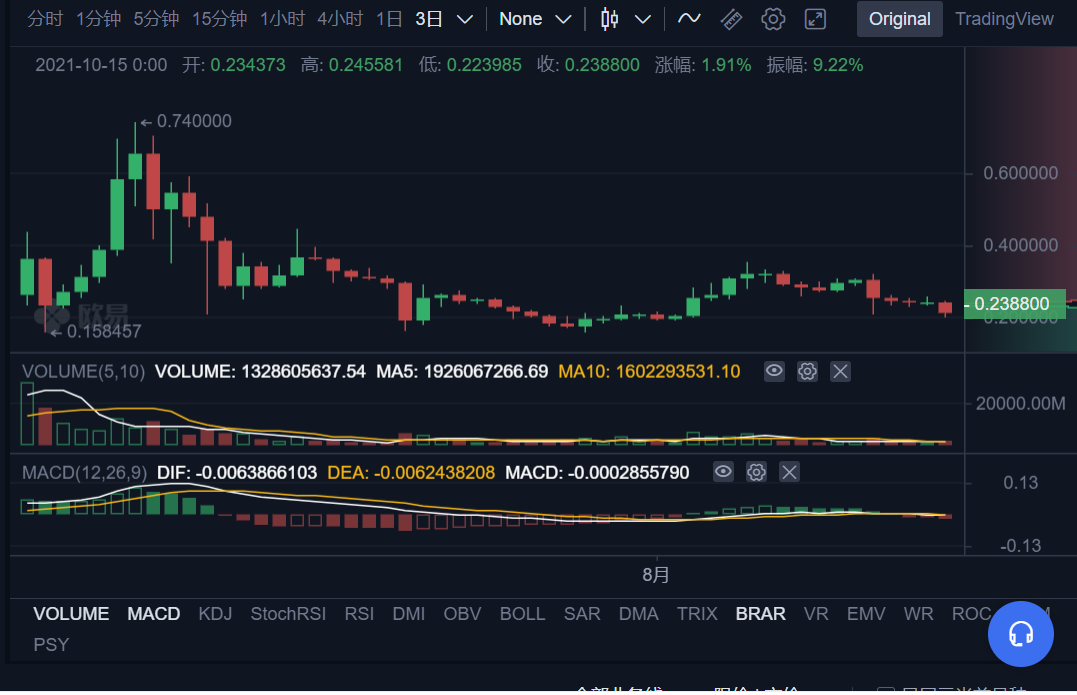 分时 1分钟 5分钟 15分钟 1小时 4小时 1日 3日 None Original TradingView
2021-10-15 0:00 开: 0.234373 高: 0.245581 低: 0.223985 收: 0.238800 涨幅: 1.91% 振幅: 9.22%
0.740000
0.600000
0.400000
0.238800
0.200000
欧易
0.158457
VOLUME(5,10) VOLUME: 1328605637.54 MA5: 1926067266.69 MA10: 1602293531.10
20000.00M
MACD(12,26,9) DIF: -0.0063866103 DEA: -0.0062438208 MACD: -0.0002855790
0.13
-0.13
8月
VOLUME MACD KDJ StochRSI RSI DMI OBV BOLL SAR DMA TRIX BRAR VR EMV WR ROC
PSY